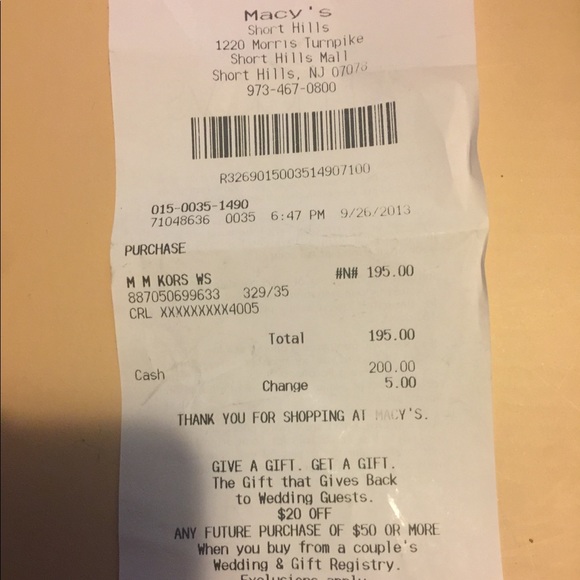 Macy's
Short Hills
1220 Morris Turnpike
Short Hills Mall
Short Hills, NJ 07078
973-467-0800
R3269015003514907100
015-0035-1490
71048636 0035 6:47 PM 9/26/2013
PURCHASE
M M KORS WS #N# 195.00
887050699633 329/35
CRL XXXXXXXXX4005
Total 195.00
Cash 200.00
Change 5.00
THANK YOU FOR SHOPPING AT MACY'S.
GIVE A GIFT. GET A GIFT.
The Gift that Gives Back
to Wedding Guests.
$20 OFF
ANY FUTURE PURCHASE OF $50 OR MORE
When you buy from a couple's
Wedding & Gift Registry.
Exclusions apply